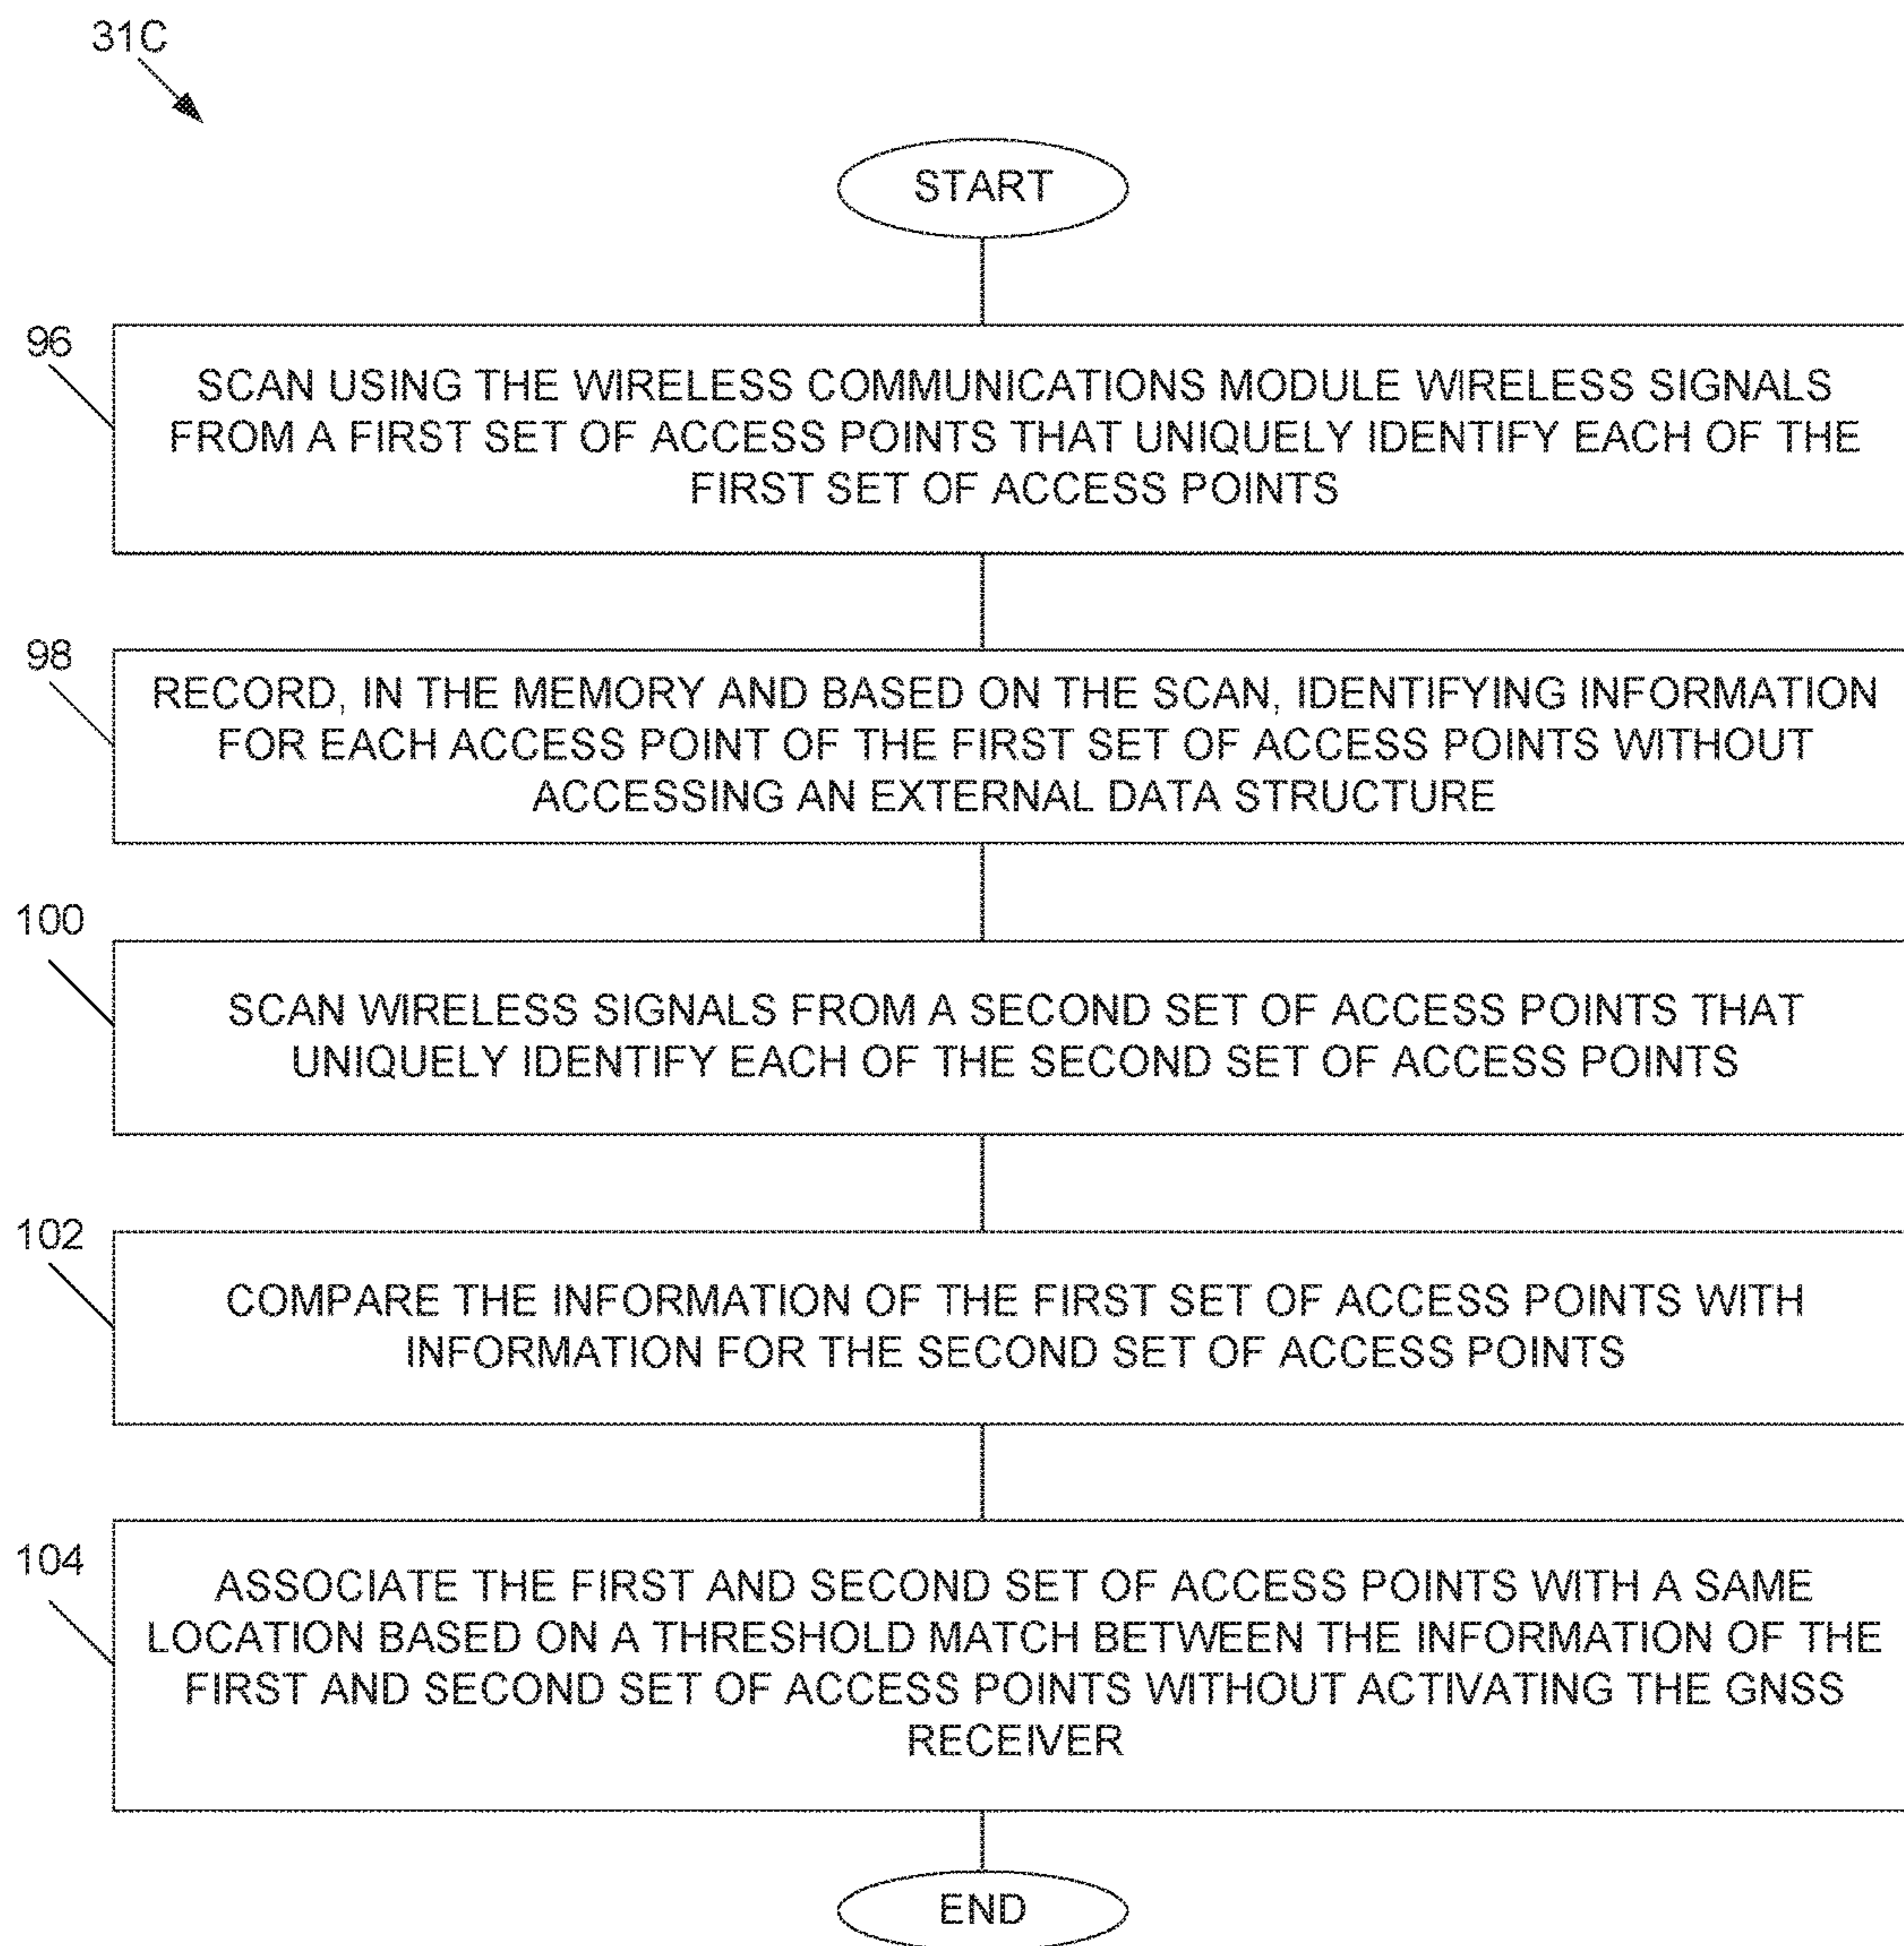 31C
START
96
SCAN USING THE WIRELESS COMMUNICATIONS MODULE WIRELESS SIGNALS
FROM A FIRST SET OF ACCESS POINTS THAT UNIQUELY IDENTIFY EACH OF THE
FIRST SET OF ACCESS POINTS
98
RECORD, IN THE MEMORY AND BASED ON THE SCAN, IDENTIFYING INFORMATION
FOR EACH ACCESS POINT OF THE FIRST SET OF ACCESS POINTS WITHOUT
ACCESSING AN EXTERNAL DATA STRUCTURE
100
SCAN WIRELESS SIGNALS FROM A SECOND SET OF ACCESS POINTS THAT
UNIQUELY IDENTIFY EACH OF THE SECOND SET OF ACCESS POINTS
102
COMPARE THE INFORMATION OF THE FIRST SET OF ACCESS POINTS WITH
INFORMATION FOR THE SECOND SET OF ACCESS POINTS
104
ASSOCIATE THE FIRST AND SECOND SET OF ACCESS POINTS WITH A SAME
LOCATION BASED ON A THRESHOLD MATCH BETWEEN THE INFORMATION OF THE
FIRST AND SECOND SET OF ACCESS POINTS WITHOUT ACTIVATING THE GNSS
RECEIVER
END